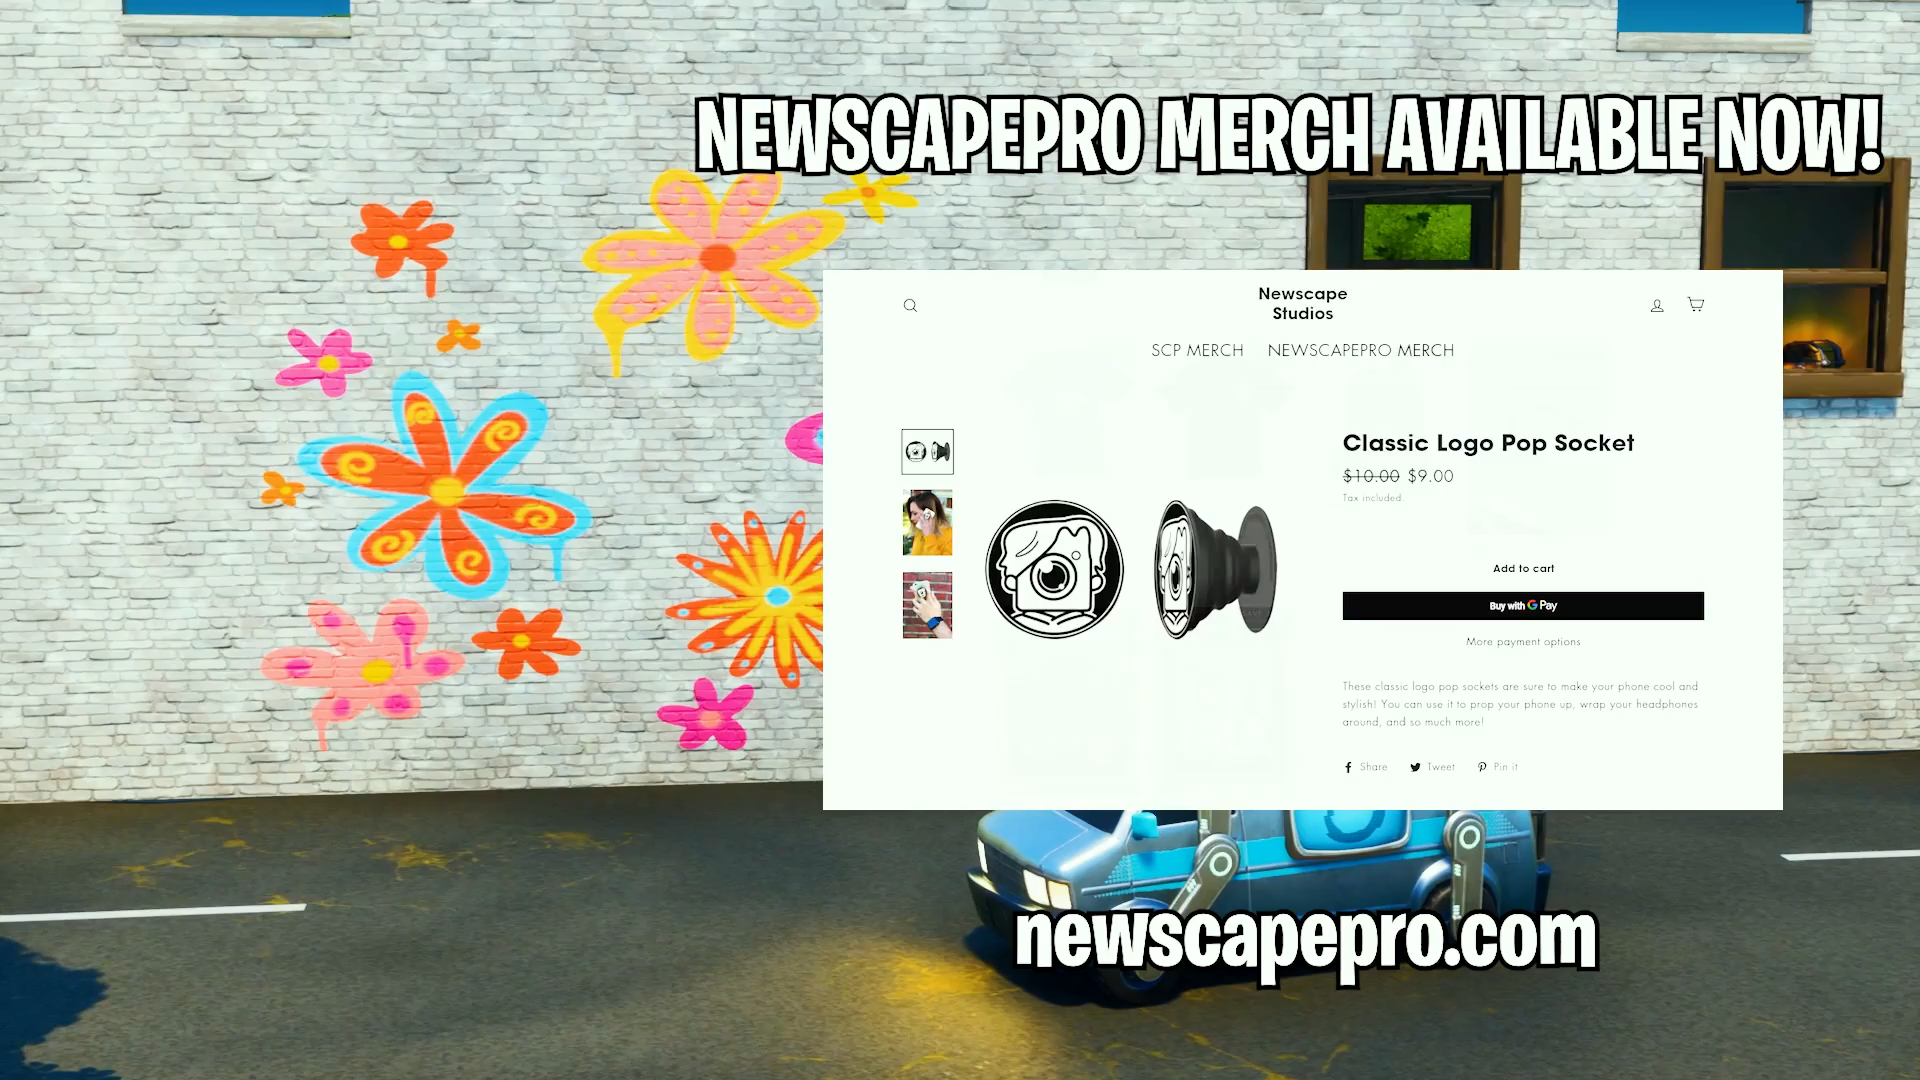 NEWSCAPEPRO MERCH AVAILABLE NOW!
Newscape
Studios
SCP MERCH NEWSCAPEPRO MERCH
Classic Logo Pop Socket
$10.00 $9.00
Tax included.
Add to cart
Buy with G Pay
More payment options
These classic logo pop sockets are sure to make your phone cool and
stylish! You can use it to prop your phone up, wrap your headphones
around, and so much more!
Share Tweet Pin it
newscapepro.com